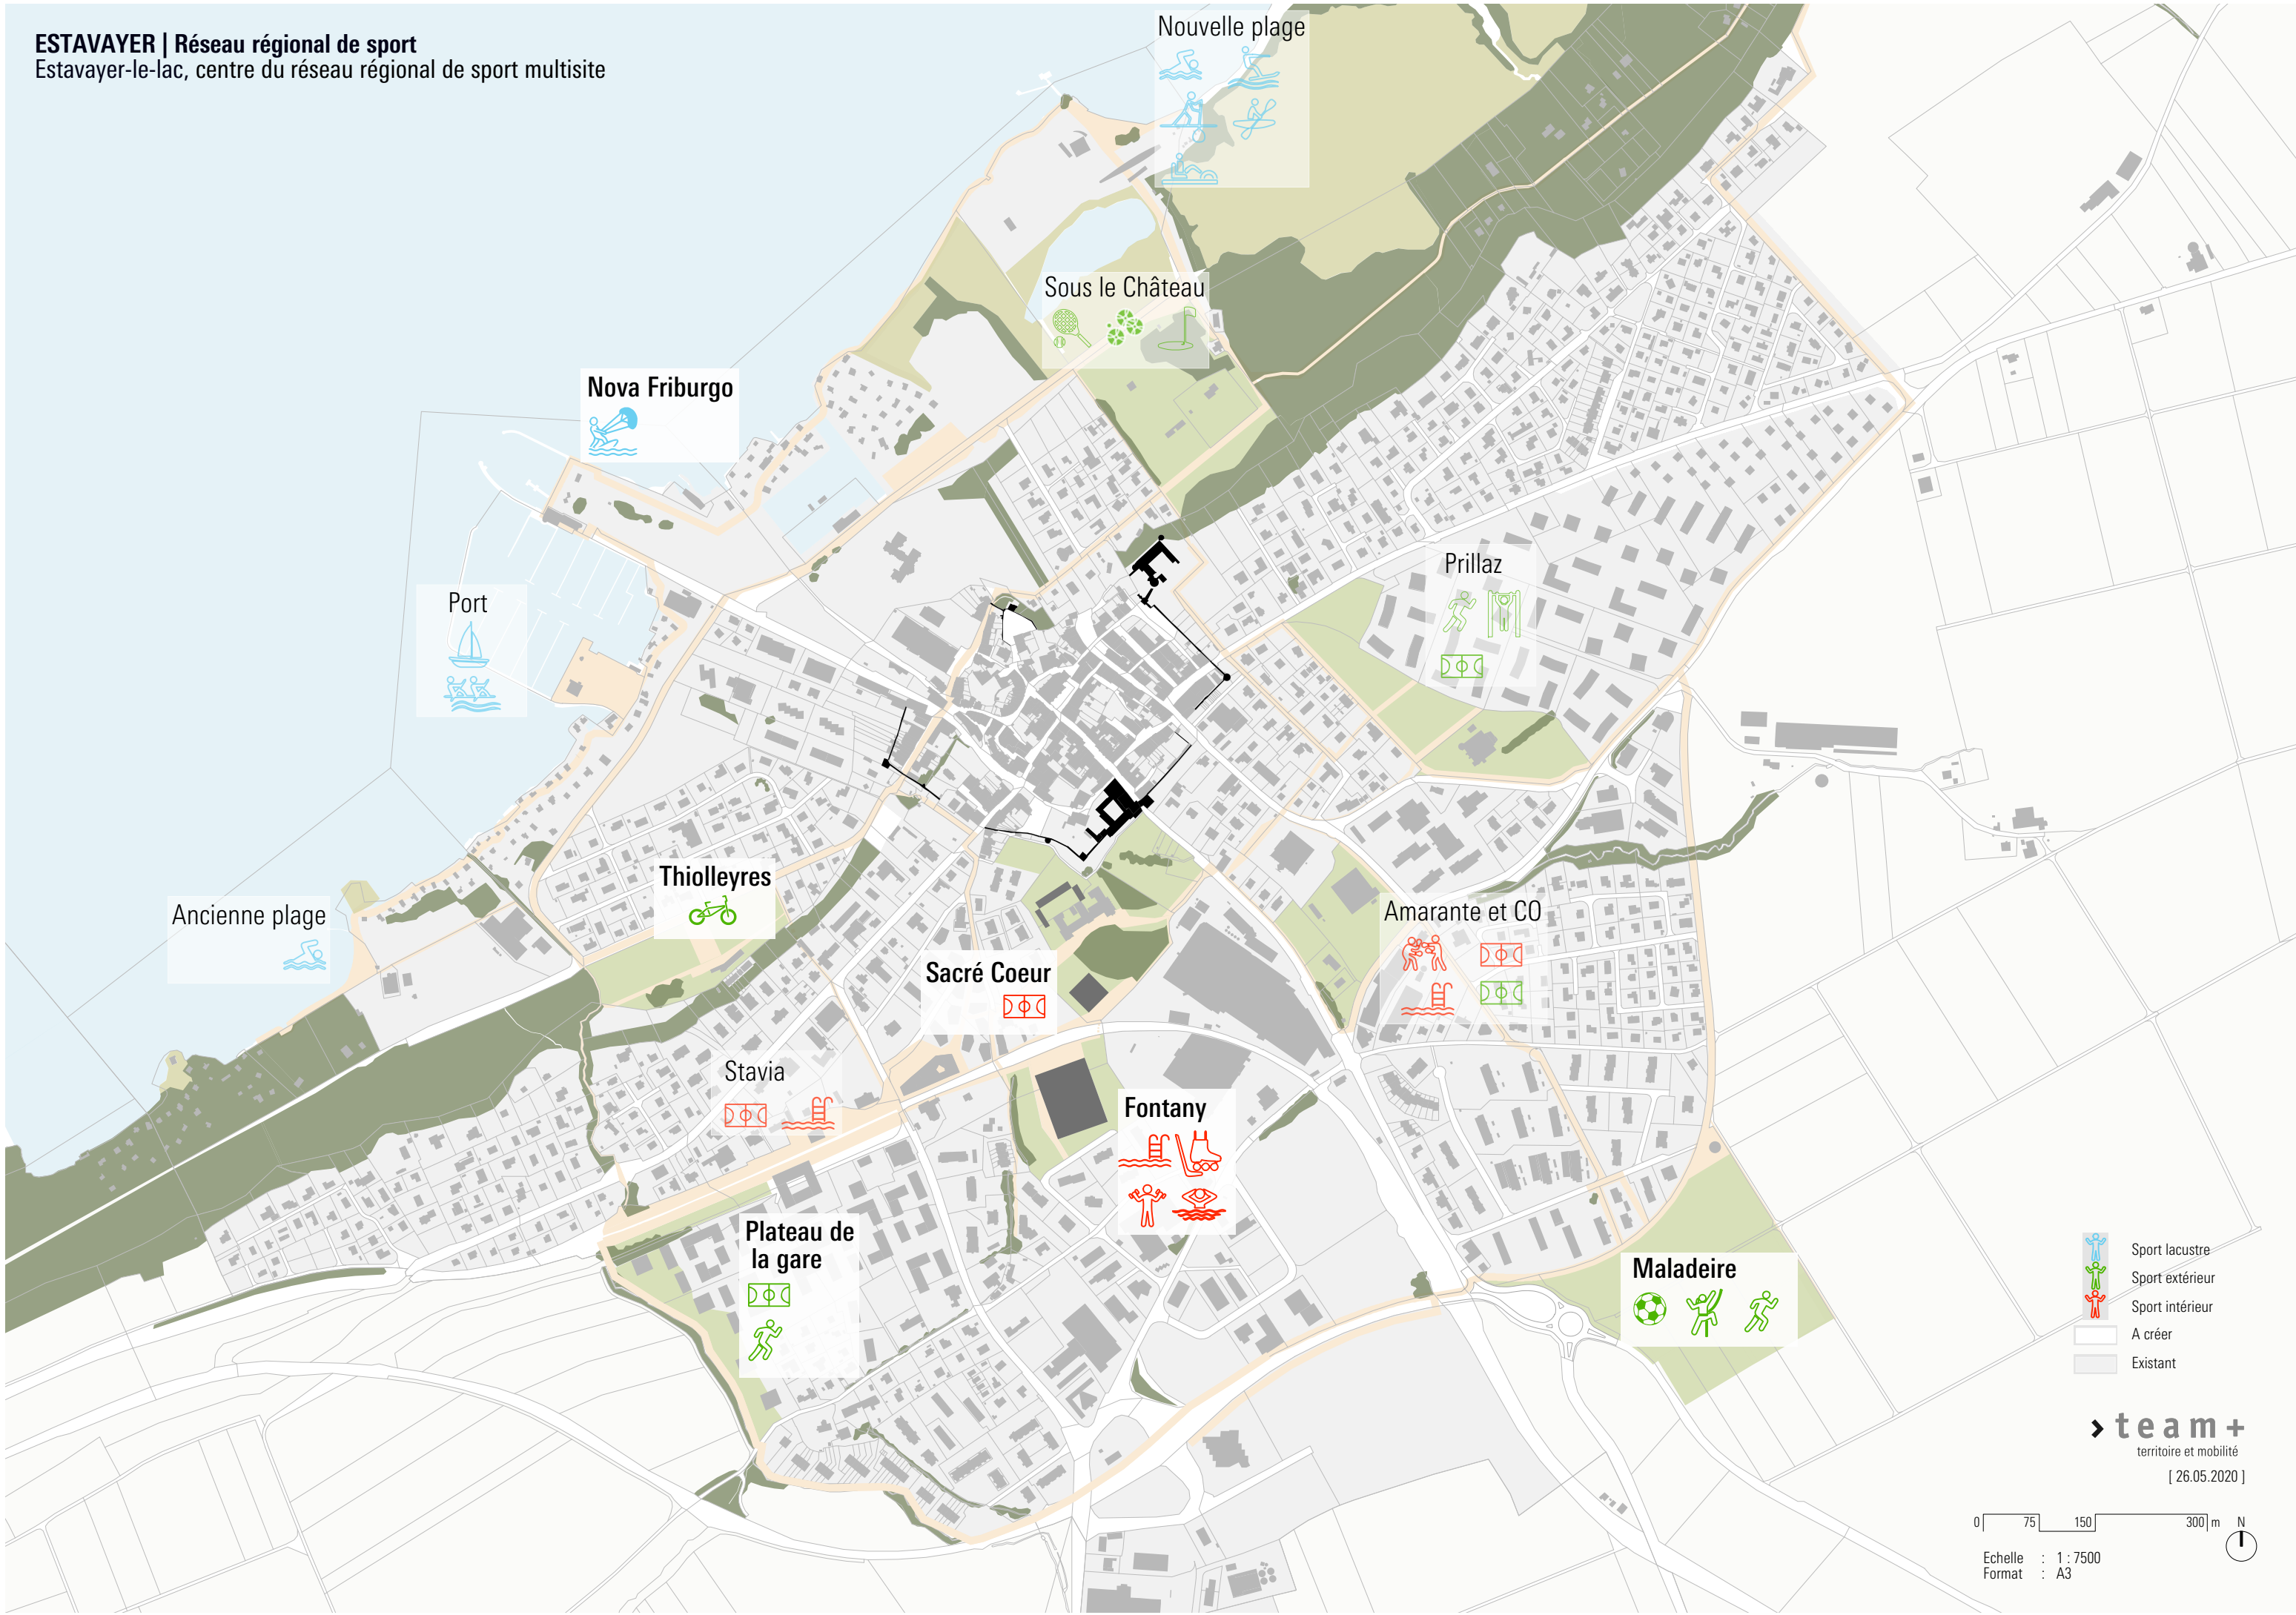 ESTAVAYER | Réseau régional de sport
Estavayer-le-lac, centre du réseau régional de sport multisite
Nouvelle plage
Sous le Château
Nova Friburgo
Prillaz
Port
Thiolleyres
Ancienne plage
Amarante et CO
Sacré Coeur
Stavia
Fontany
Plateau de
la gare
Maladeire
Sport lacustre
Sport extérieur
Sport intérieur
A créer
Existant
team+
territoire et mobilité
[ 26.05.2020 ]
0 75 150 300 m N
Echelle : 1 : 7500
Format : A3